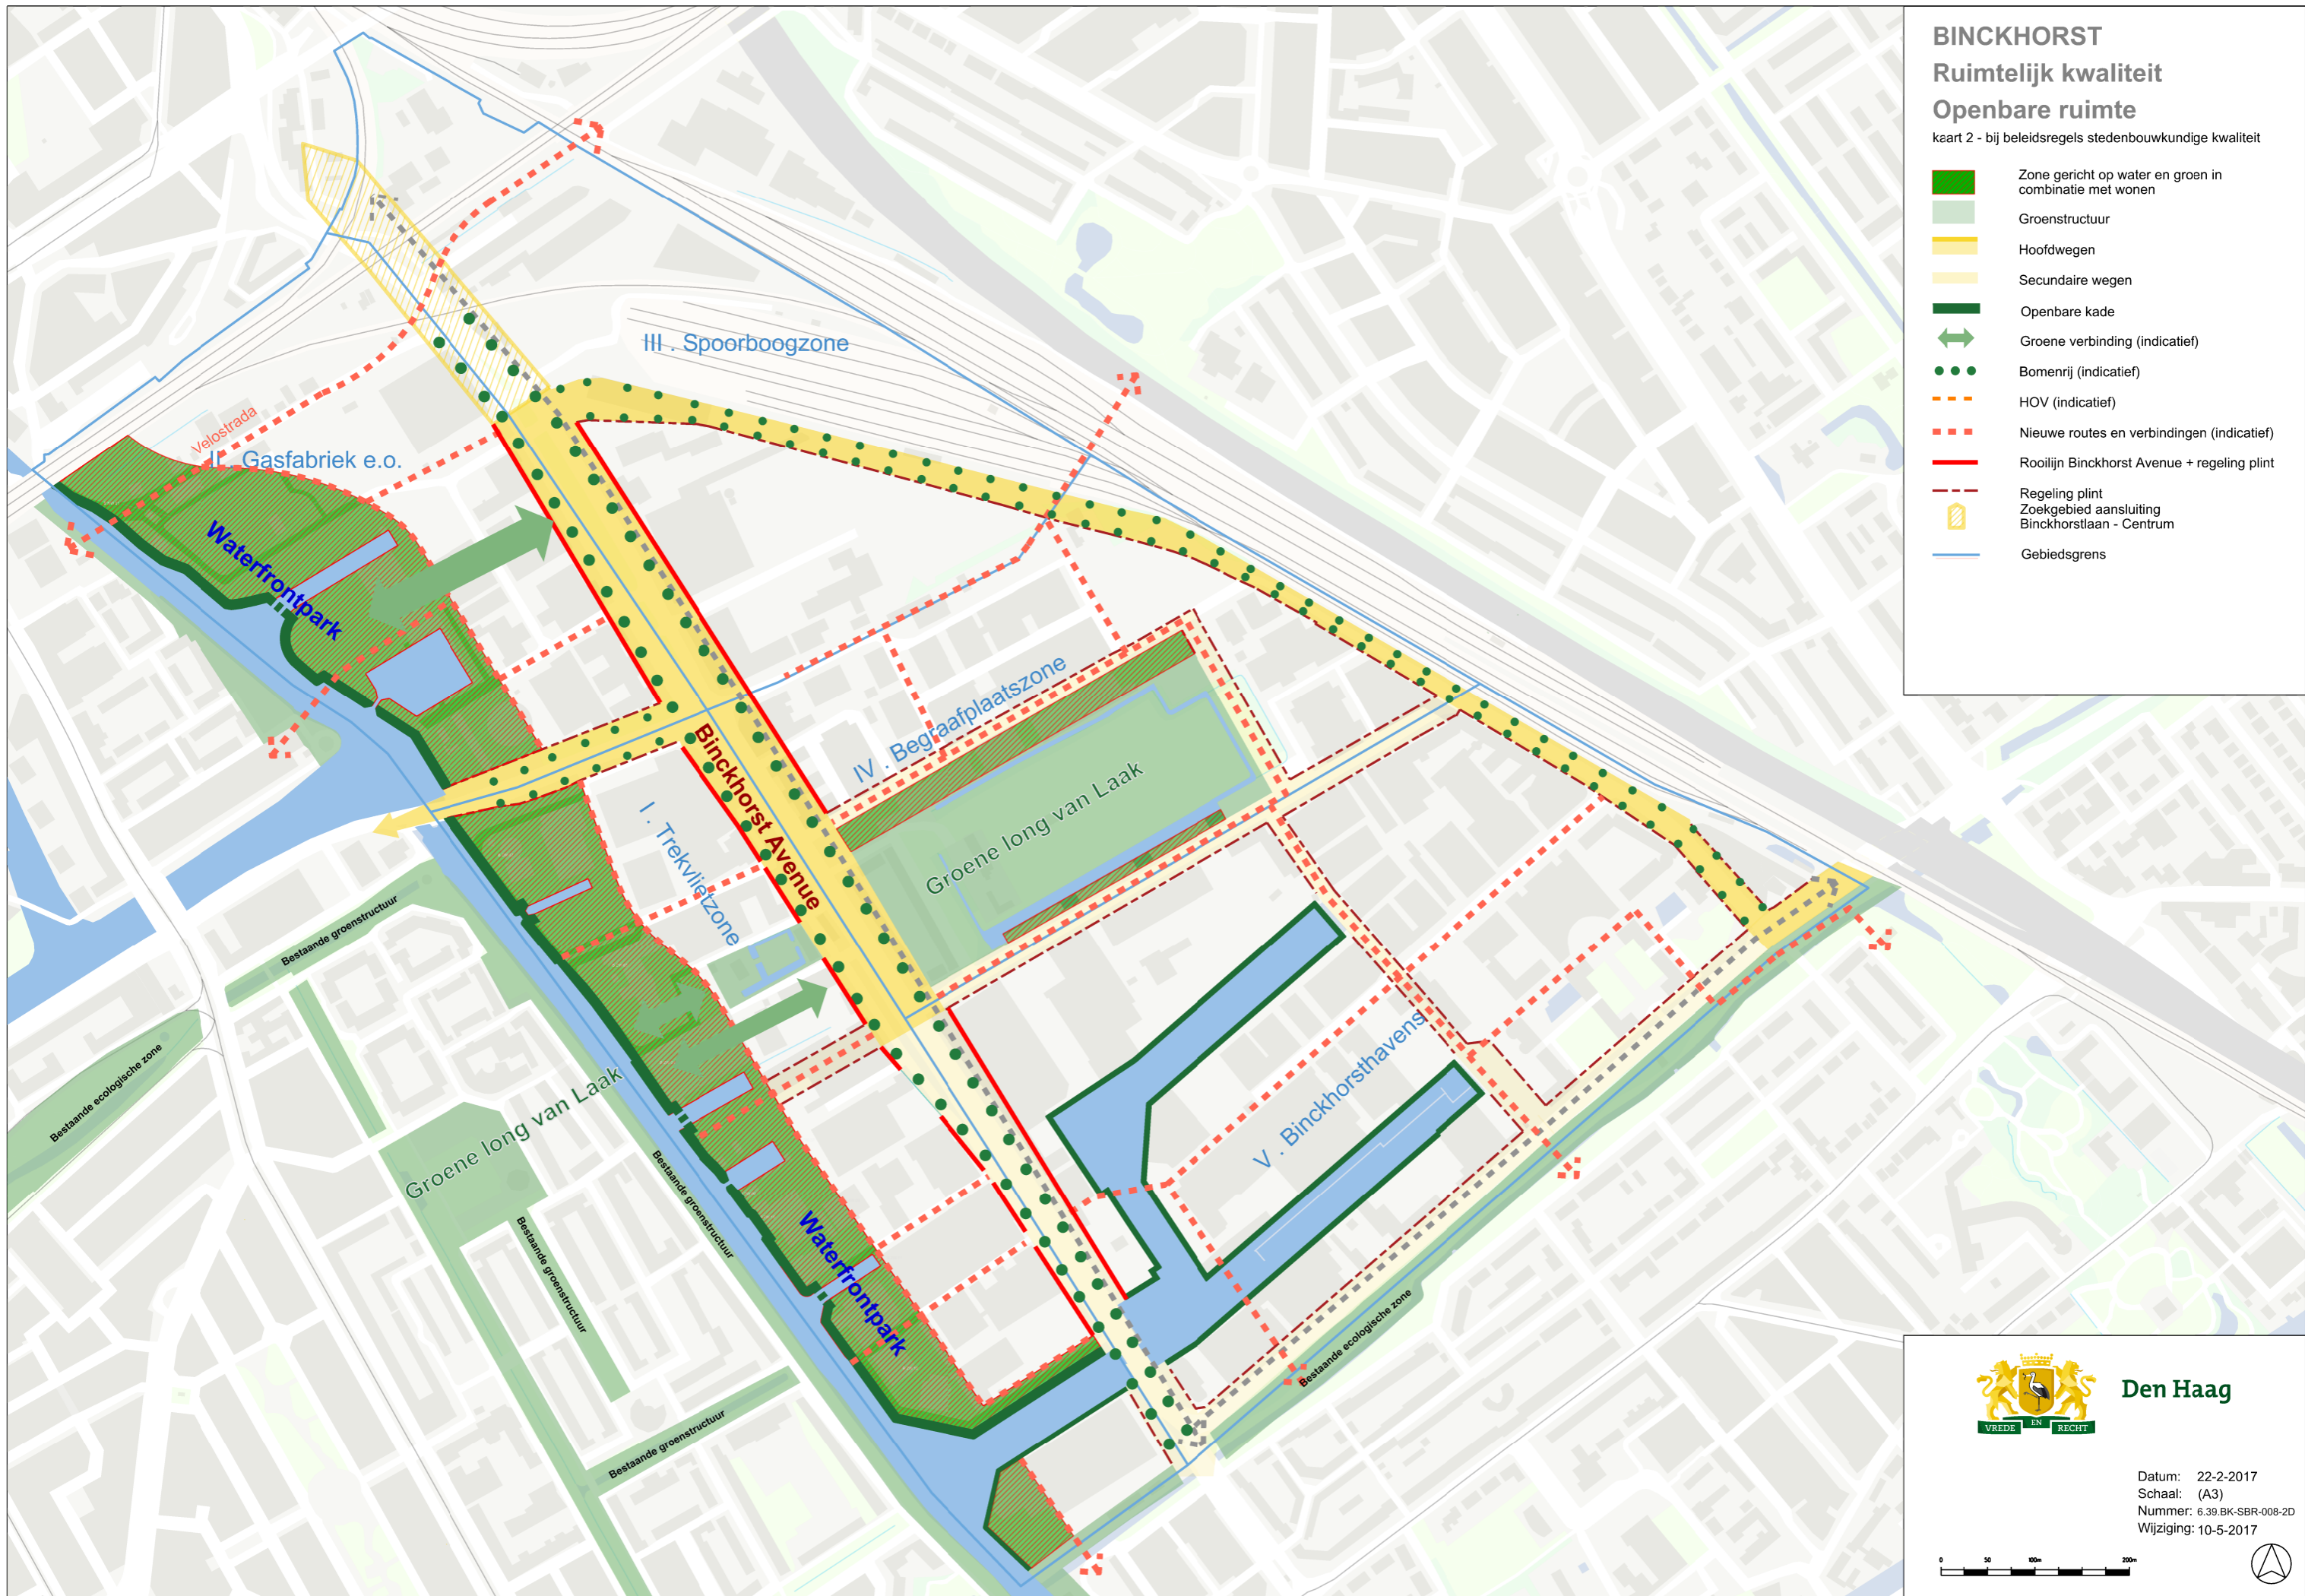 BINCKHORST
Ruimtelijk kwaliteit
Openbare ruimte
kaart 2 - bij beleidsregels stedenbouwkundige kwaliteit
Zone gericht op water en groen in
combinatie met wonen
Groenstructuur
Hoofdwegen
Secundaire wegen
Openbare kade
Groene verbinding (indicatief)
Bomenrij (indicatief)
HOV (indicatief)
Nieuwe routes en verbindingen (indicatief)
Rooilijn Binckhorst Avenue + regeling plint
Regeling plint
Zoekgebied aansluiting
Binckhorstlaan - Centrum
Gebiedsgrens
III . Spoorboogzone
Velostrada
II . Gasfabriek e.o.
Waterfrontpark
IV . Begraafplaatszone
Binckhorst Avenue
Groene long van Laak
I . Trekvlietzone
Bestaande groenstructuur
Bestaande ecologische zone
Groene long van Laak
Bestaande groenstructuur
V . Binckhorsthavens
Bestaande groenstructuur
Waterfrontpark
Bestaande ecologische zone
Bestaande groenstructuur
VREDE EN RECHT
Den Haag
Datum: 22-2-2017
Schaal: (A3)
Nummer: 6.39.BK-SBR-008-2D
Wijziging: 10-5-2017
0 50 100m 200m